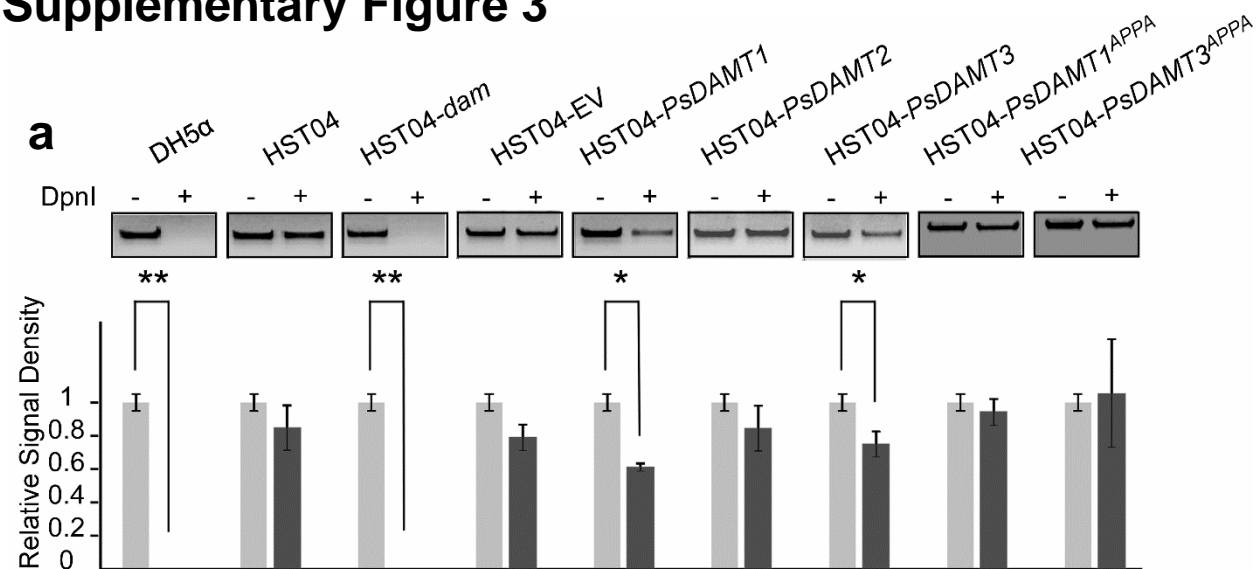 Supplementary Figure 3
a
DH5α HST04 HST04-dam HST04-EV HST04-PsDAMT1 HST04-PsDAMT2 HST04-PsDAMT3 HST04-PsDAMT1APPA HST04-PsDAMT3APPA
DpnI - + - + - + - + - + - + - + - + - +
** ** * *
Relative Signal Density
1
0.8
0.6
0.4
0.2
0